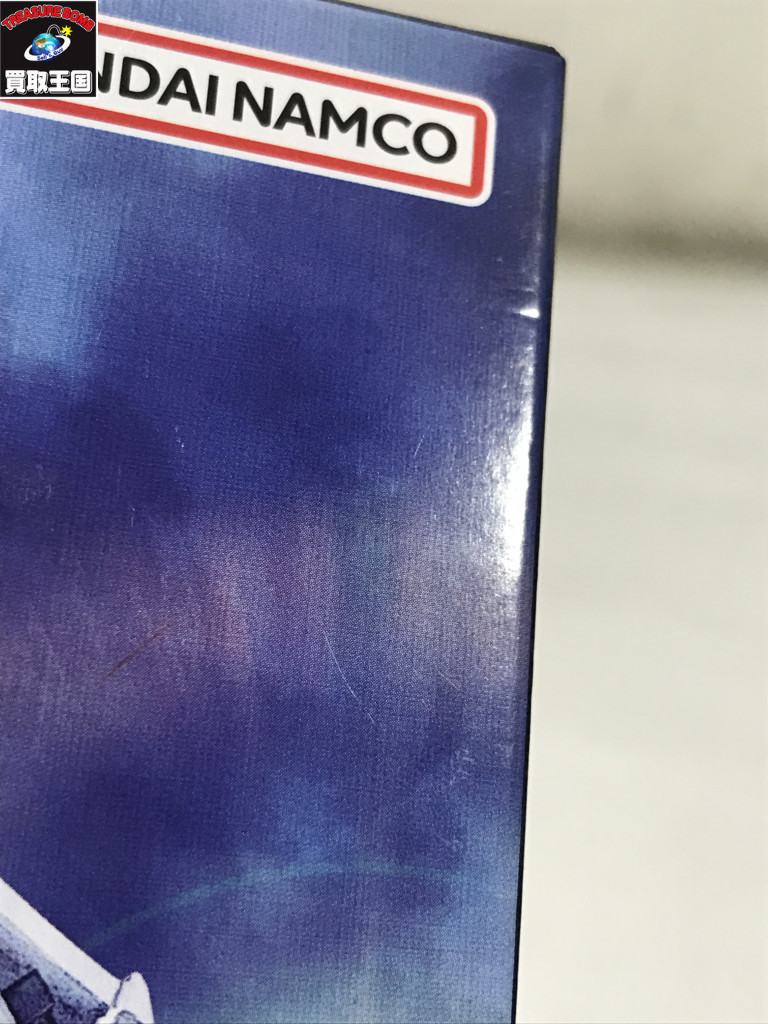 TREASURE BOMB
買取王国
NDAI NAMCO